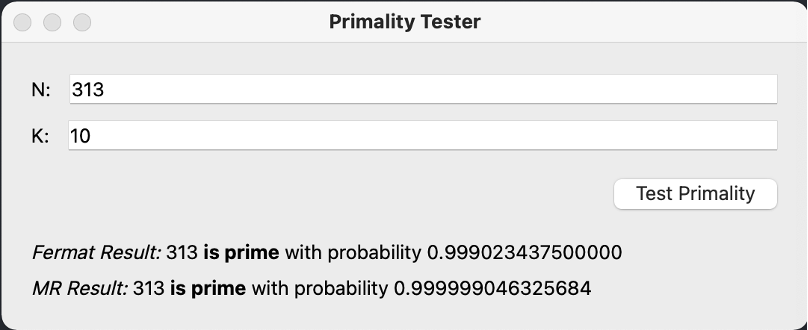 Primality Tester
N: 313
K: 10
Test Primality
Fermat Result: 313 is prime with probability 0.999023437500000
MR Result: 313 is prime with probability 0.999999046325684